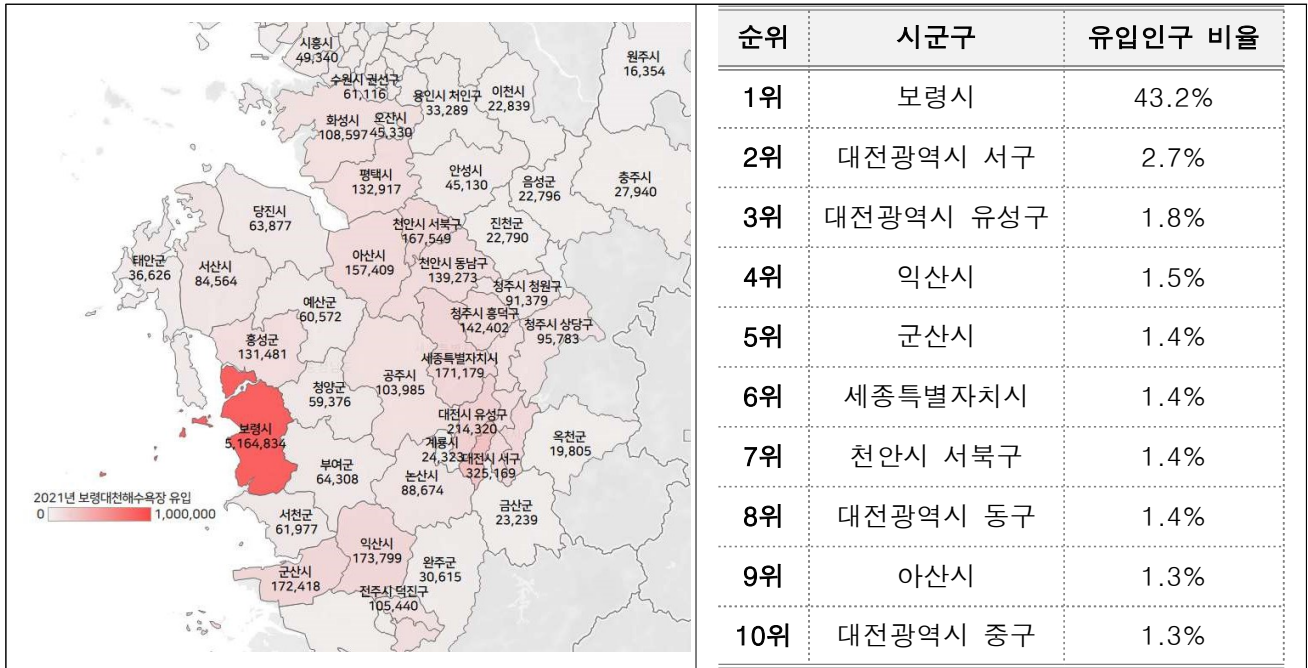 시흥시
49,340
원주시
16,354
수원시 권선구
61,116
용인시 처인구
33,289
이천시
22,839
화성시
108,597
오산시
45,330
평택시
132,917
안성시
45,130
음성군
22,796
충주시
27,940
당진시
63,877
천안시 서북구
167,549
진천군
22,790
태안군
36,626
서산시
84,564
아산시
157,409
천안시 동남구
139,273
청주시 청원구
91,379
예산군
60,572
청주시 흥덕구
142,402
청주시 상당구
95,783
홍성군
131,481
세종특별자치시
171,179
청양군
59,376
공주시
103,985
대전시 유성구
214,320
보령시
5,164,834
계룡시
24,323
대전시 서구
325,169
옥천군
19,805
부여군
64,308
논산시
88,674
금산군
23,239
2021년 보령대천해수욕장 유입
0 1,000,000
서천군
61,977
익산시
173,799
완주군
30,615
군산시
172,418
전주시 덕진구
105,440
순위 시군구 유입인구 비율
1위 보령시 43.2%
2위 대전광역시 서구 2.7%
3위 대전광역시 유성구 1.8%
4위 익산시 1.5%
5위 군산시 1.4%
6위 세종특별자치시 1.4%
7위 천안시 서북구 1.4%
8위 대전광역시 동구 1.4%
9위 아산시 1.3%
10위 대전광역시 중구 1.3%